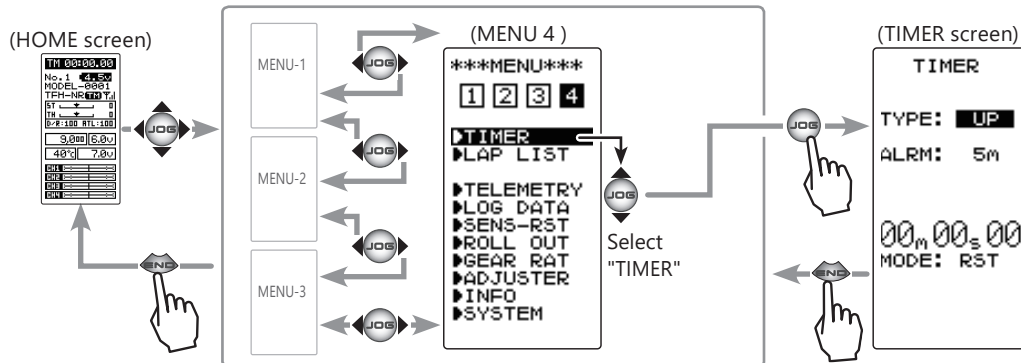 (HOME screen)
TM 00:00.00
No.1 4.5v
MODEL-0001
TFH-NR TM
ST 0
TH 0
D/R:100 ATL:100
9,000 6.0v
40℃ 7.0v
CH1
CH2
CH3
CH4
JOG
END
MENU-1
MENU-2
MENU-3
JOG
JOG
JOG
JOG
(MENU 4 )
***MENU***
1 2 3 4
TIMER
LAP LIST
TELEMETRY
LOG DATA
SENS-RST
ROLL OUT
GEAR RAT
ADJUSTER
INFO
SYSTEM
JOG
Select
"TIMER"
JOG
END
(TIMER screen)
TIMER
TYPE: UP
ALRM: 5m
00m00s00
MODE: RST